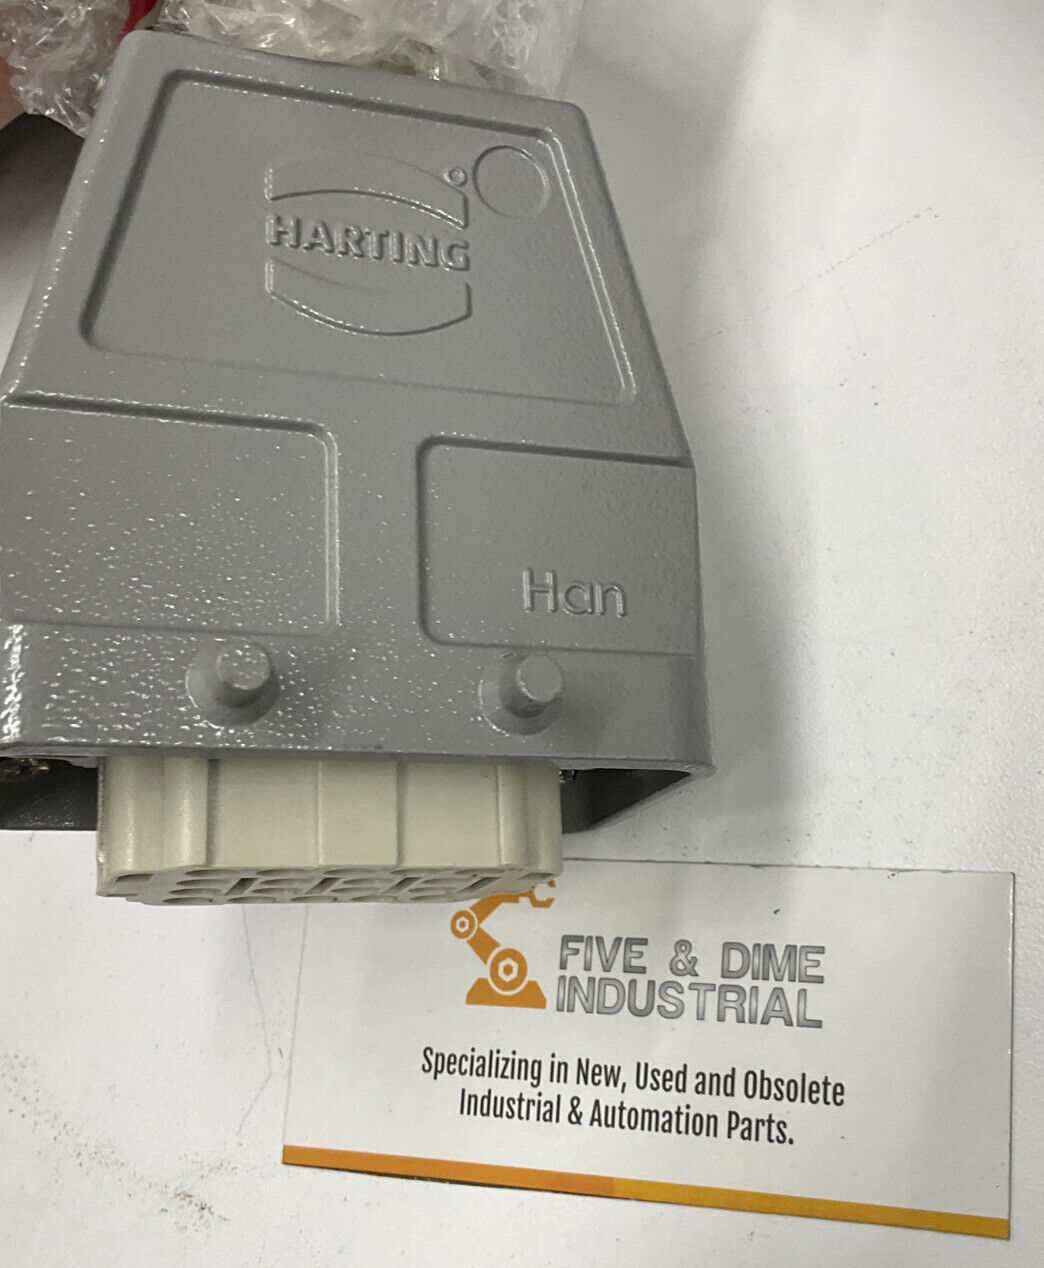 HARTING
Han
FIVE & DIME
INDUSTRIAL
Specializing in New, Used and Obsolete
Industrial & Automation Parts.